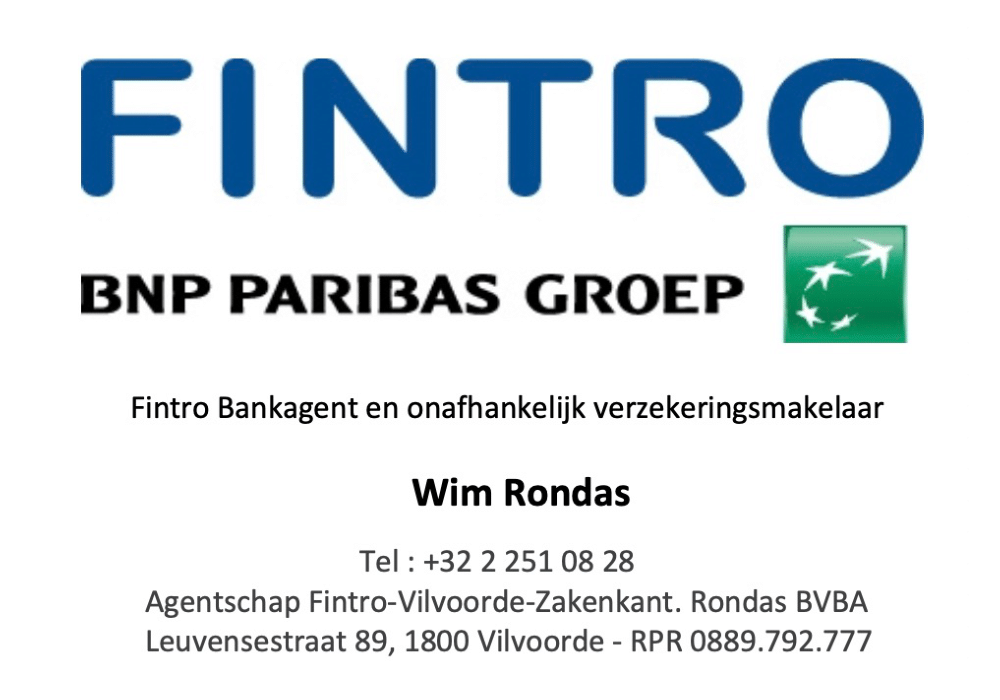 FINTRO
BNP PARIBAS GROEP
Fintro Bankagent en onafhankelijk verzekeringsmakelaar
Wim Rondas
Tel : +32 2 251 08 28
Agentschap Fintro-Vilvoorde-Zakenkant. Rondas BVBA
Leuvensestraat 89, 1800 Vilvoorde - RPR 0889.792.777